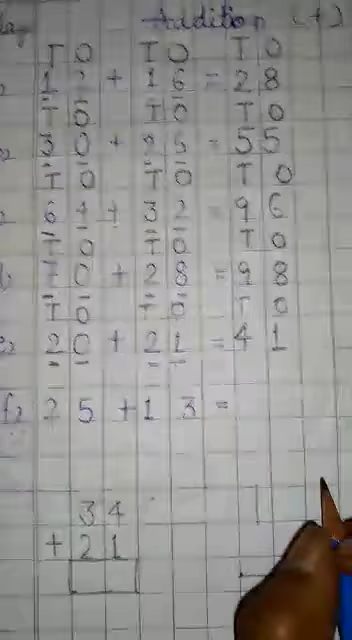 Addition (+)
T O T O T O
1 2 + 1 6 = 2 8
T O T O T O
3 0 + 2 5 = 5 5
T O T O T O
6 4 + 3 2 = 9 6
T O T O T O
7 0 + 2 8 = 9 8
T O T O T O
e, 2 0 + 2 1 = 4 1
f, 2 5 + 1 3 =
3 4
+ 2 1